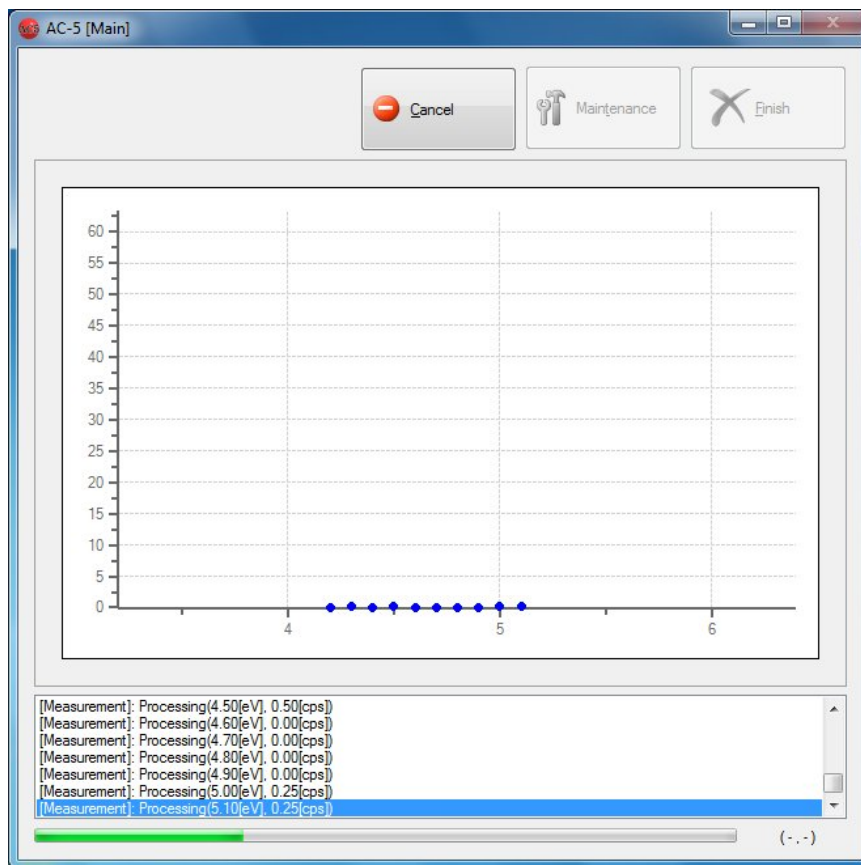 AC-5 [Main]
Cancel
Maintenance
Finish
60
55
50
45
40
35
30
25
20
15
10
5
0
4
5
6
[Measurement]: Processing(4.50[eV], 0.50[cps])
[Measurement]: Processing(4.60[eV], 0.00[cps])
[Measurement]: Processing(4.70[eV], 0.00[cps])
[Measurement]: Processing(4.80[eV], 0.00[cps])
[Measurement]: Processing(4.90[eV], 0.00[cps])
[Measurement]: Processing(5.00[eV], 0.25[cps])
[Measurement]: Processing(5.10[eV], 0.25[cps])
(-.-)